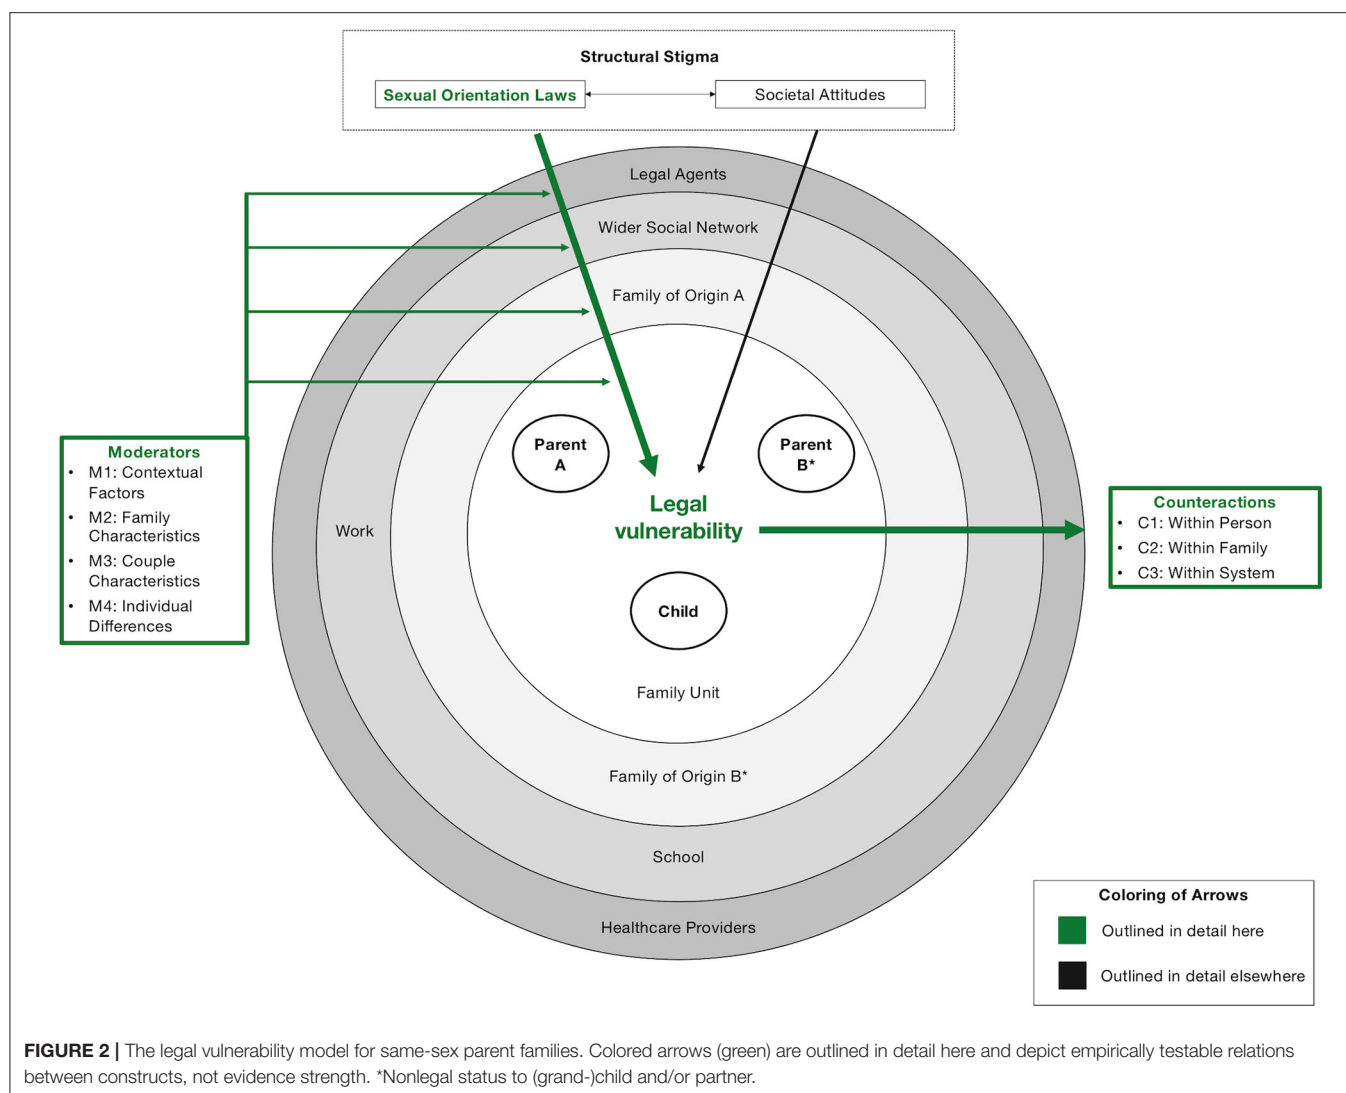 Structural Stigma
Sexual Orientation Laws
Societal Attitudes
Legal Agents
Wider Social Network
Family of Origin A
Parent
A
Parent
B*
Legal
vulnerability
Work
Child
Family Unit
Family of Origin B*
School
Healthcare Providers
Moderators
• M1: Contextual
Factors
• M2: Family
Characteristics
• M3: Couple
Characteristics
• M4: Individual
Differences
Counteractions
• C1: Within Person
• C2: Within Family
• C3: Within System
Coloring of Arrows
Outlined in detail here
Outlined in detail elsewhere
FIGURE 2 | The legal vulnerability model for same-sex parent families. Colored arrows (green) are outlined in detail here and depict empirically testable relations
between constructs, not evidence strength. *Nonlegal status to (grand-)child and/or partner.